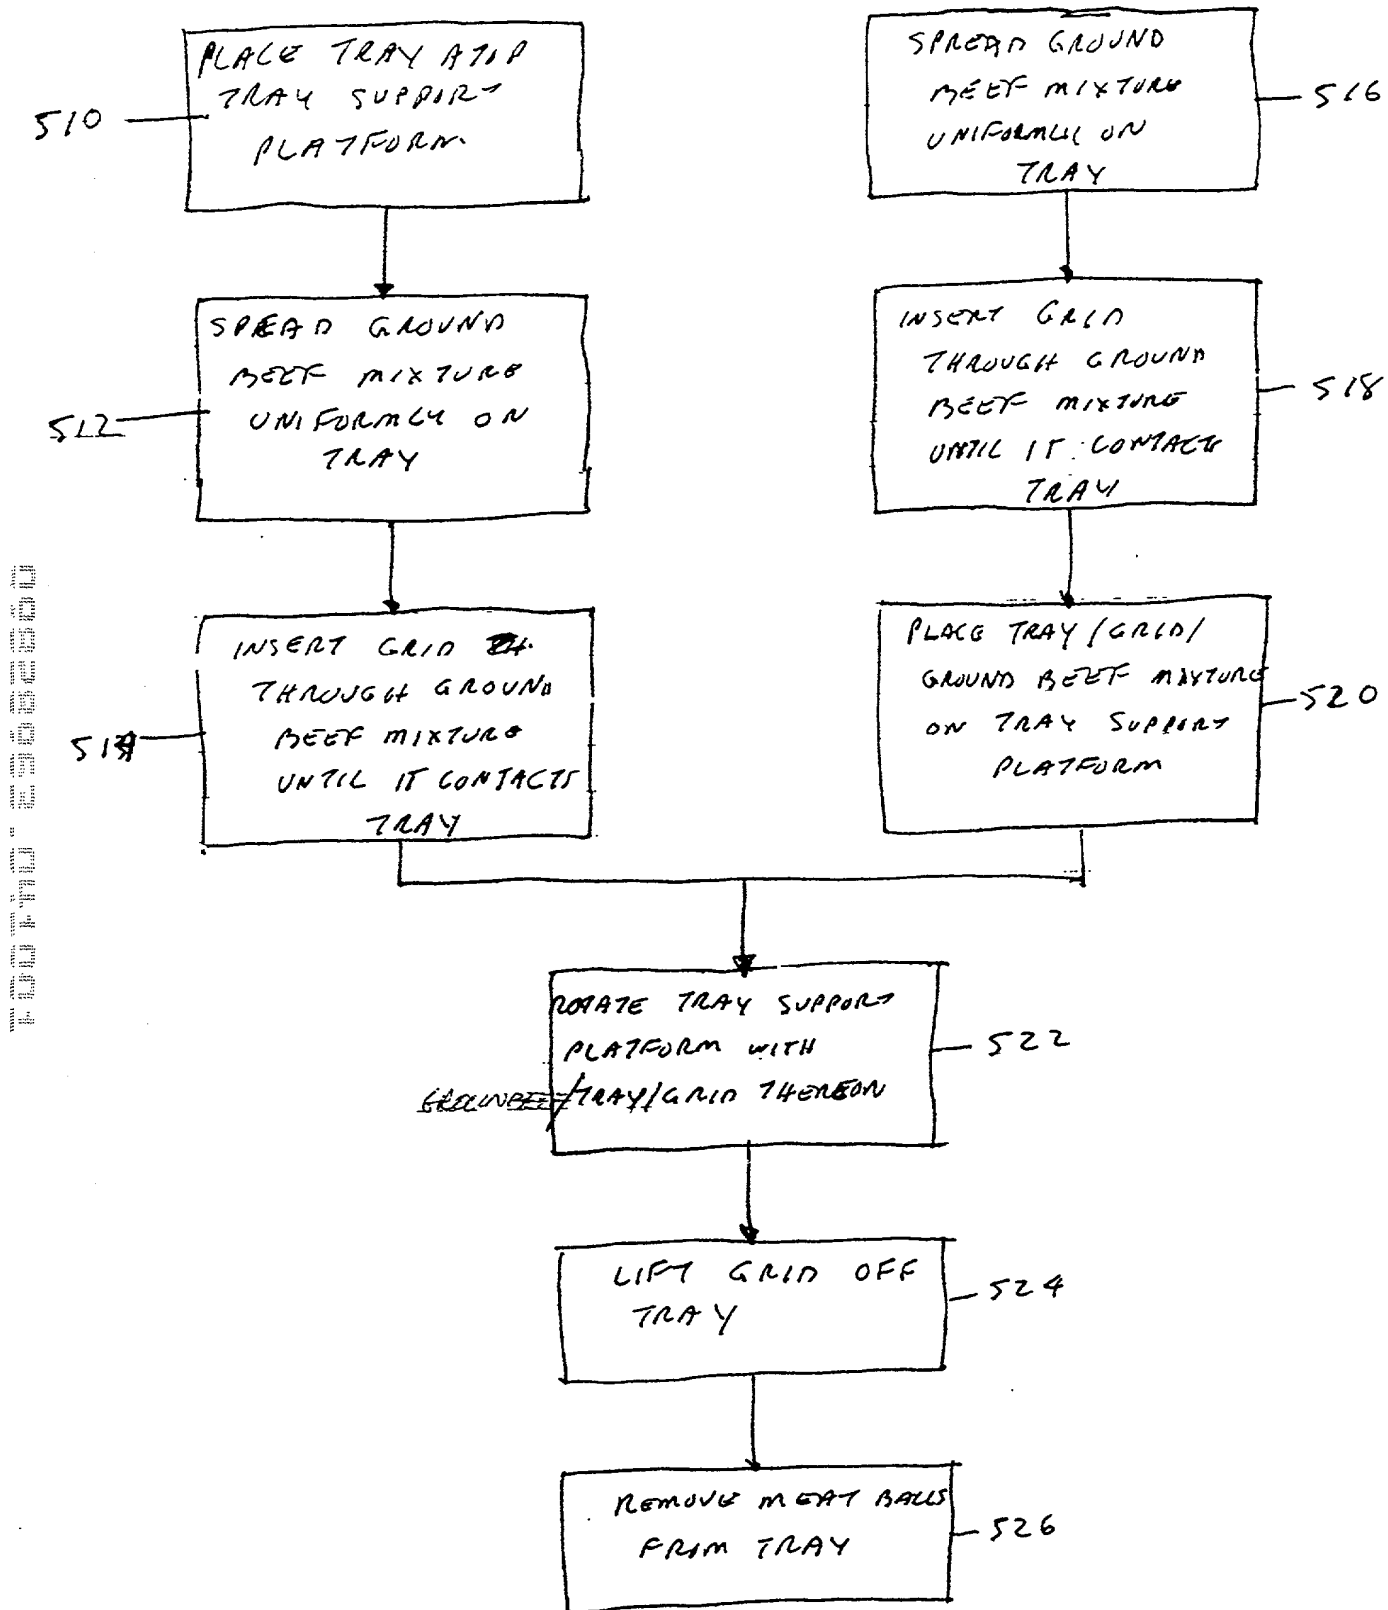 510
PLACE TRAY ATOP
TRAY SUPPORT
PLATFORM.
512
SPREAD GROUND
BEEF MIXTURE
UNIFORMLY ON
TRAY
514
INSERT GRID
THROUGH GROUND
BEEF MIXTURE
UNTIL IT CONTACTS
TRAY
SPREAD GROUND
BEEF MIXTURE
UNIFORMLY ON
TRAY
516
INSERT GRID
THROUGH GROUND
BEEF MIXTURE
UNTIL IT CONTACTS
TRAY
518
PLACE TRAY/GRID/
GROUND BEEF MIXTURE
ON TRAY SUPPORT
PLATFORM
520
ROTATE TRAY SUPPORT
PLATFORM WITH
GROUNDBEEF/TRAY/GRID THEREON
522
LIFT GRID OFF
TRAY
524
REMOVE MEAT BALLS
FROM TRAY
526